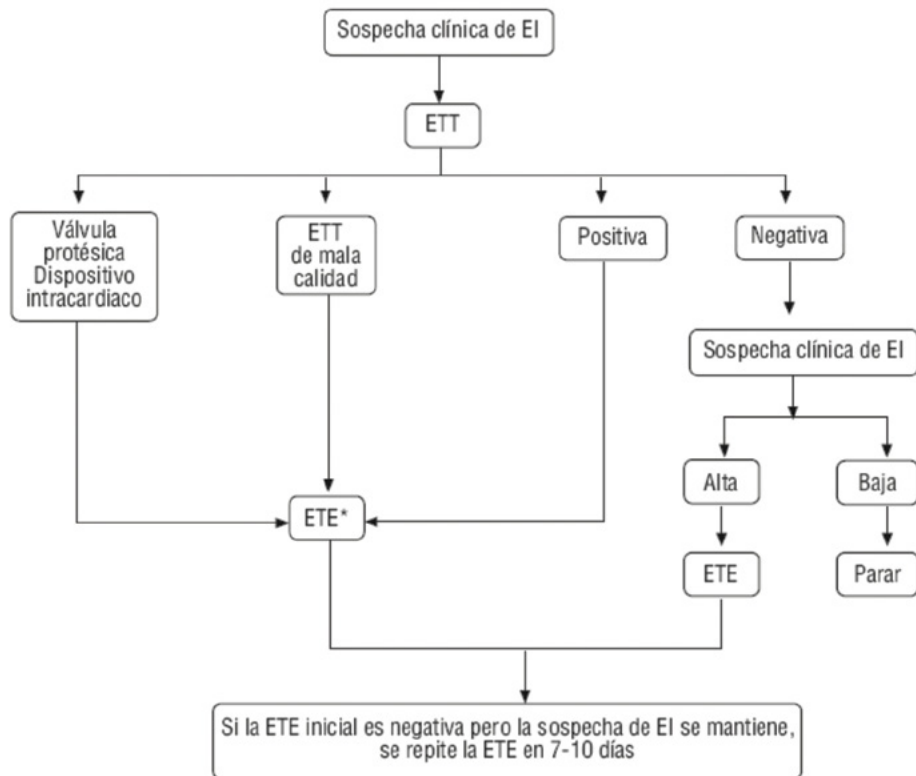 Sospecha clínica de EI
ETT
Válvula
protésica
Dispositivo
intracardiaco
ETT
de mala
calidad
Positiva
Negativa
Sospecha clínica de EI
Alta
Baja
ETE*
ETE
Parar
Si la ETE inicial es negativa pero la sospecha de EI se mantiene,
se repite la ETE en 7-10 días